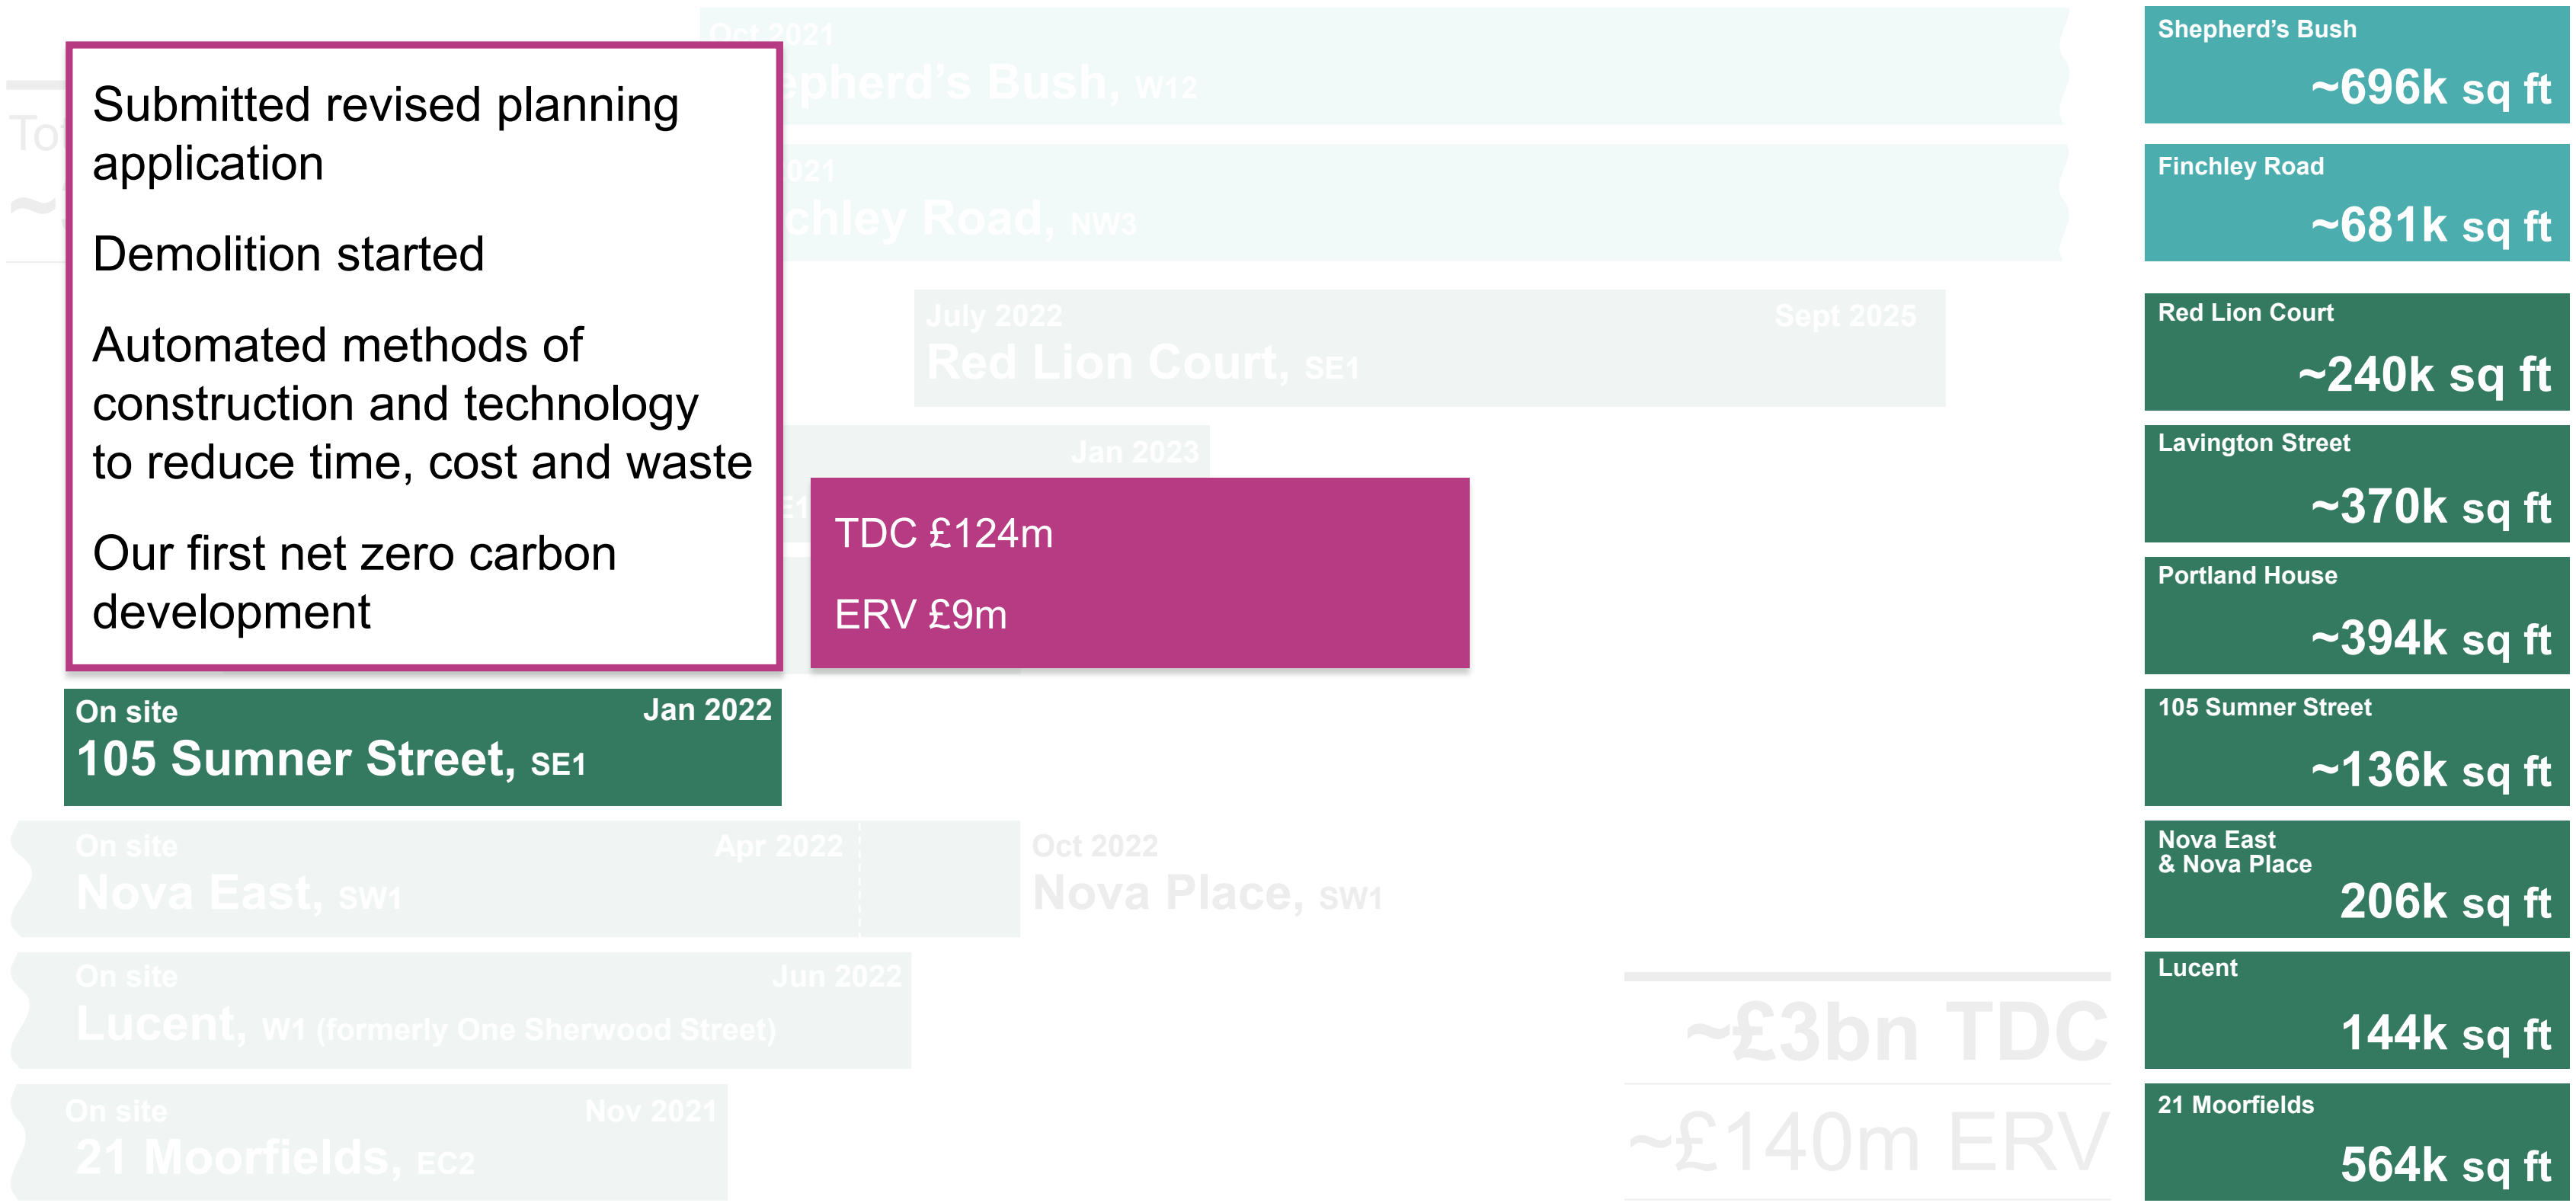 Submitted revised planning
application
Demolition started
Automated methods of
construction and technology
to reduce time, cost and waste
Our first net zero carbon
development
TDC £124m
ERV £9m
Oct 2021
Bush, W12
Road, NW3
July 2022
Sept 2025
Red Lion Court, SE1
Jan 2023
On site
Jan 2022
105 Sumner Street, SE1
On site
Apr 2022
Nova East, SW1
Oct 2022
Nova Place, SW1
On site
Jun 2022
Lucent, W1 (formerly One Sherwood Street)
On site
Nov 2021
21 Moorfields, EC2
~£3bn TDC
~£140m ERV
Shepherd’s Bush
~696k sq ft
Finchley Road
~681k sq ft
Red Lion Court
~240k sq ft
Lavington Street
~370k sq ft
Portland House
~394k sq ft
105 Sumner Street
~136k sq ft
Nova East
& Nova Place
206k sq ft
Lucent
144k sq ft
21 Moorfields
564k sq ft